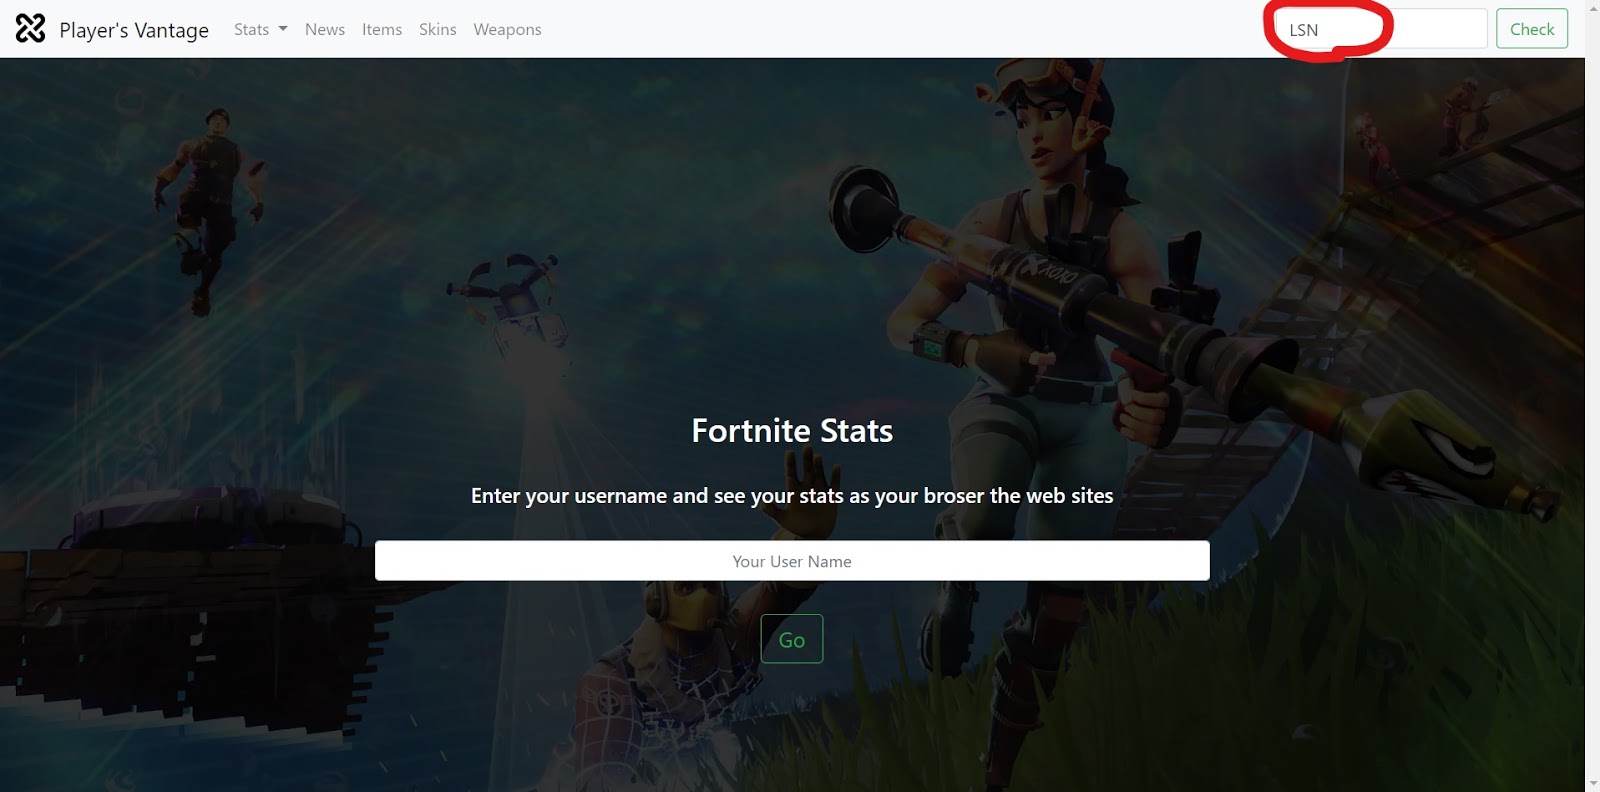 Player's Vantage Stats News Items Skins Weapons LSN Check
XOXO
Fortnite Stats
Enter your username and see your stats as your broser the web sites
Your User Name
Go